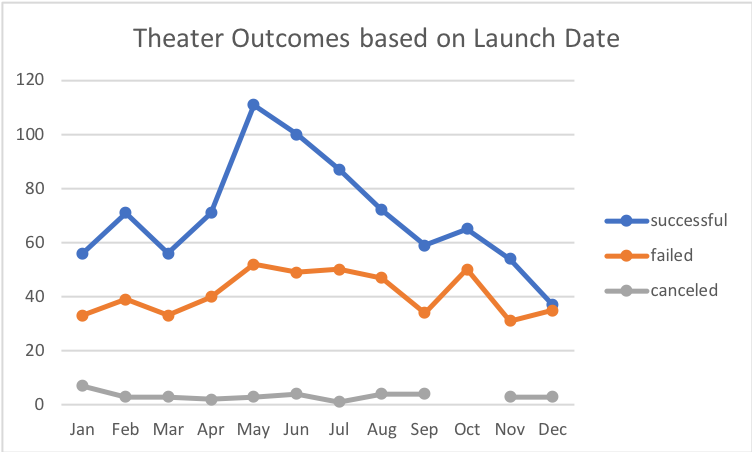 Theater Outcomes based on Launch Date
120
100
80
60
40
20
0
Jan Feb Mar Apr May Jun Jul Aug Sep Oct Nov Dec
successful
failed
canceled